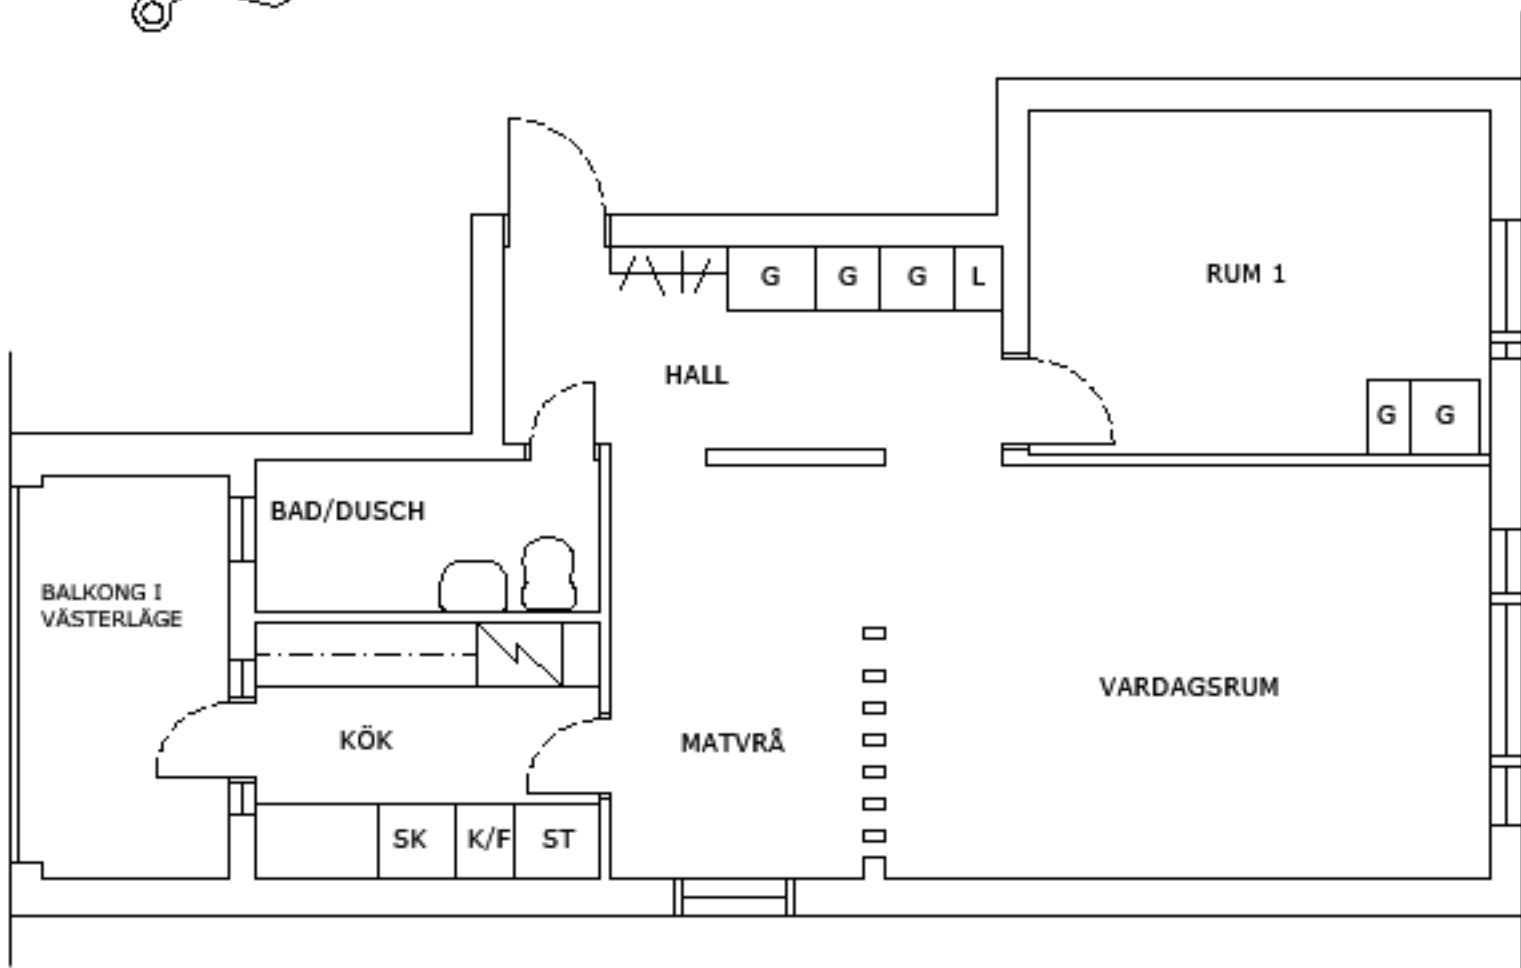 G G G L
RUM 1
HALL
G G
BAD/DUSCH
BALKONG I
VÄSTERLÄGE
KÖK
MATVRÅ
VARDAGSRUM
SK K/F ST